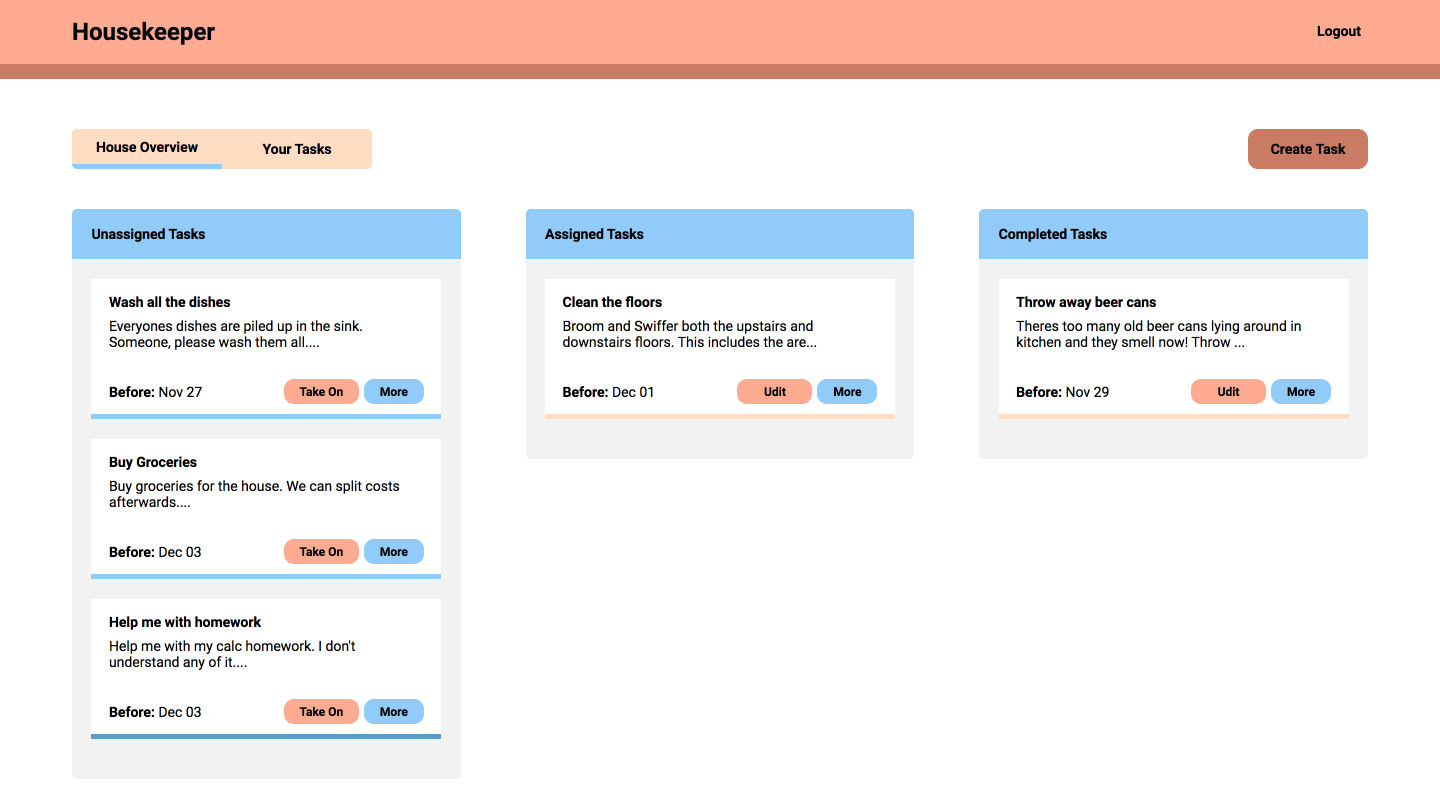 Housekeeper
Logout
House Overview
Your Tasks
Create Task
Unassigned Tasks
Wash all the dishes
Everyones dishes are piled up in the sink.
Someone, please wash them all....
Before: Nov 27
Take On
More
Buy Groceries
Buy groceries for the house. We can split costs
afterwards....
Before: Dec 03
Take On
More
Help me with homework
Help me with my calc homework. I don't
understand any of it....
Before: Dec 03
Take On
More
Assigned Tasks
Clean the floors
Broom and Swiffer both the upstairs and
downstairs floors. This includes the are...
Before: Dec 01
Udit
More
Completed Tasks
Throw away beer cans
Theres too many old beer cans lying around in
kitchen and they smell now! Throw ...
Before: Nov 29
Udit
More